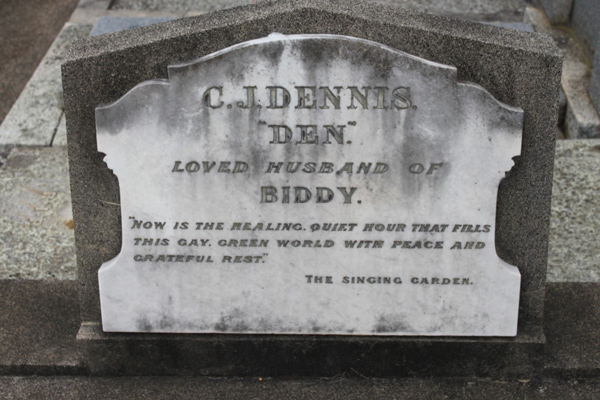 C. J. DENNIS.
"DEN."
LOVED HUSBAND OF
BIDDY.
"NOW IS THE HEALING, QUIET HOUR THAT FILLS
THIS GAY, GREEN WORLD WITH PEACE AND
GRATEFUL REST."
THE SINGING GARDEN.